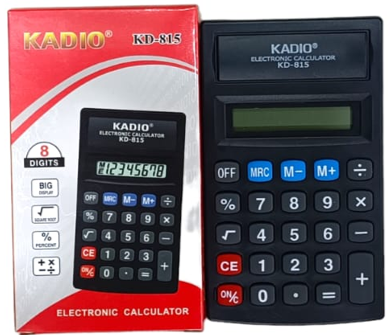 KADIO® KD-815
KADIO®
ELECTRONIC CALCULATOR
KD-815
12345678
8
DIGITS
BIG
DISPLAY
√
SQUARE ROOT
%
PERCENT
+ -
× ÷
OFF MRC M- M+ ÷
% 7 8 9 ×
√ 4 5 6 -
CE 1 2 3 +
ON/C 0 · =
ELECTRONIC CALCULATOR
KADIO®
ELECTRONIC CALCULATOR
KD-815
OFF MRC M- M+ ÷
% 7 8 9 ×
√ 4 5 6 -
CE 1 2 3 +
ON/C 0 · =